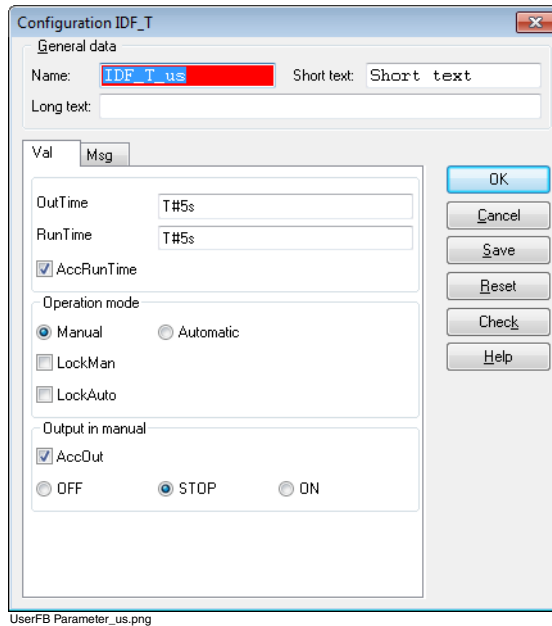 Configuration IDF_T
General data
Name: IDF_T_us Short text: Short text
Long text:
Val Msg
OK
Cancel
Save
Reset
Check
Help
OutTime T#5s
RunTime T#5s
AccRunTime
Operation mode
Manual Automatic
LockMan
LockAuto
Output in manual
AccOut
OFF STOP ON
UserFB Parameter_us.png